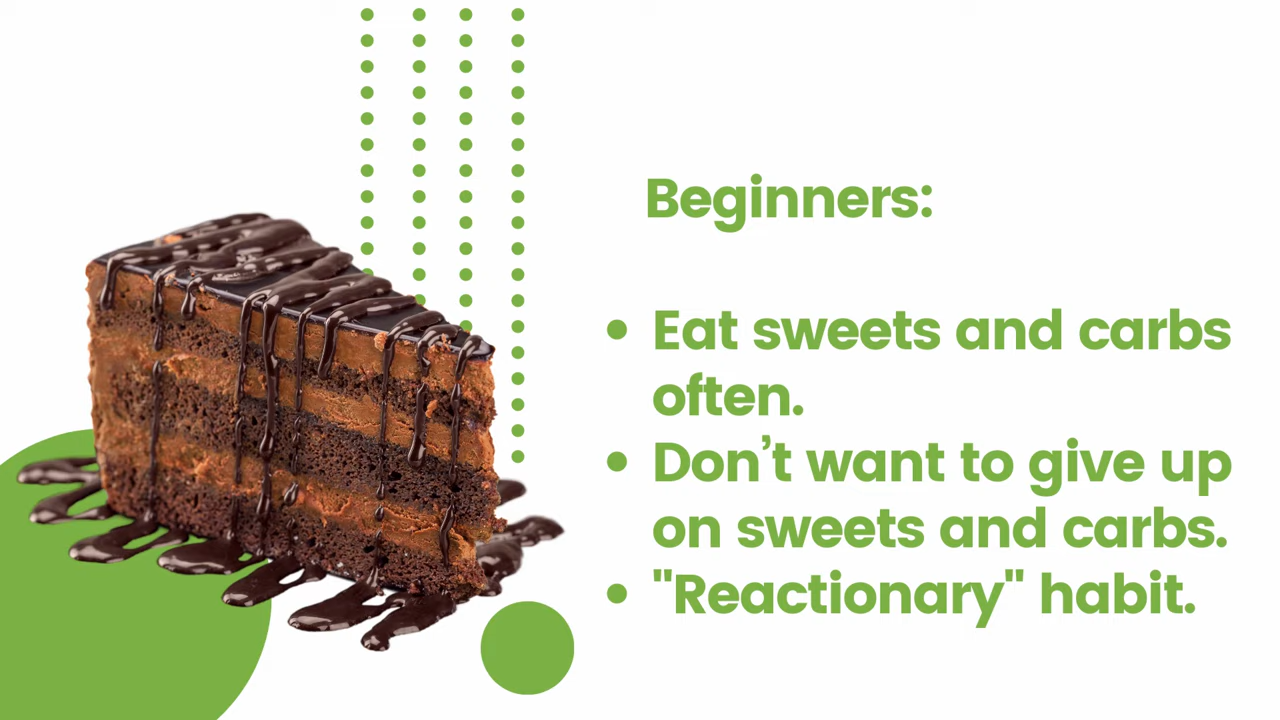 Beginners:
• Eat sweets and carbs
often.
• Don’t want to give up
on sweets and carbs.
• "Reactionary" habit.